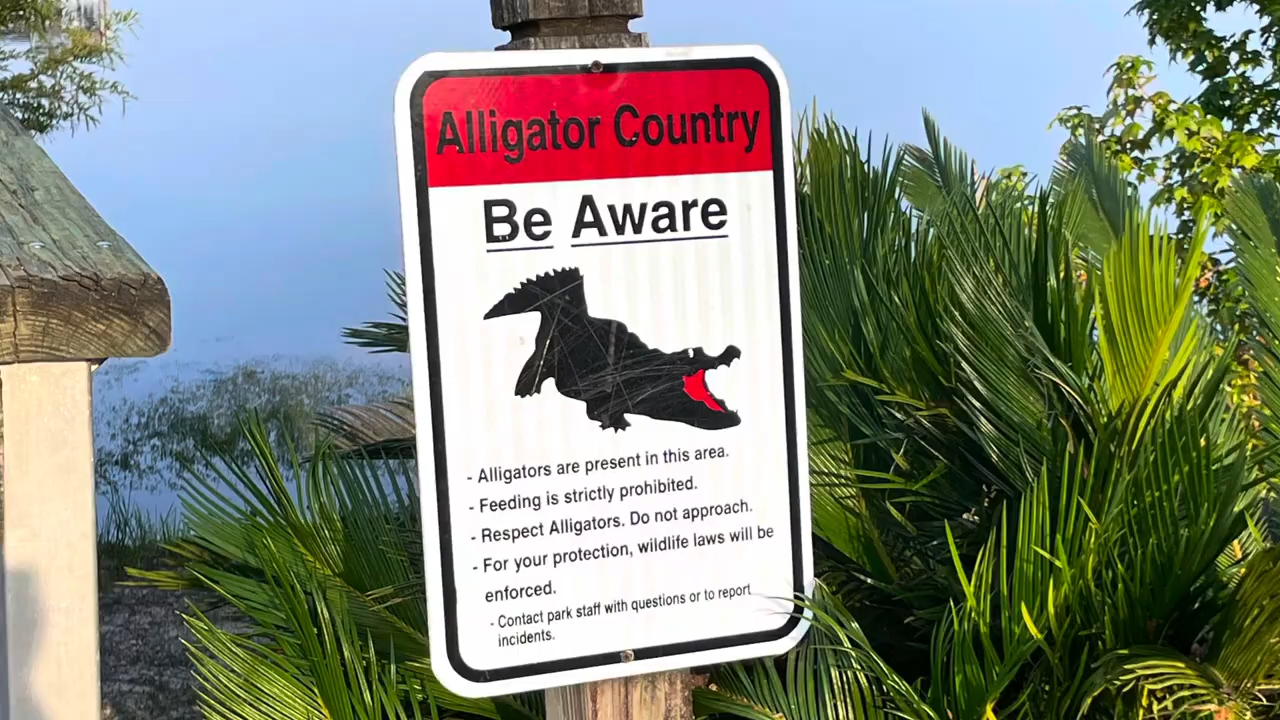 Alligator Country
Be Aware
- Alligators are present in this area.
- Feeding is strictly prohibited.
- Respect Alligators. Do not approach.
- For your protection, wildlife laws will be
enforced.
- Contact park staff with questions or to report
incidents.